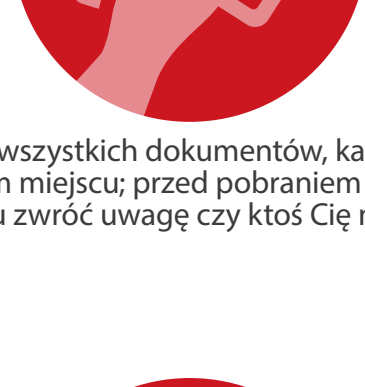 wszystkich dokumentów, ka
miejscu; przed pobraniem
zwróć uwagę czy ktoś Cię